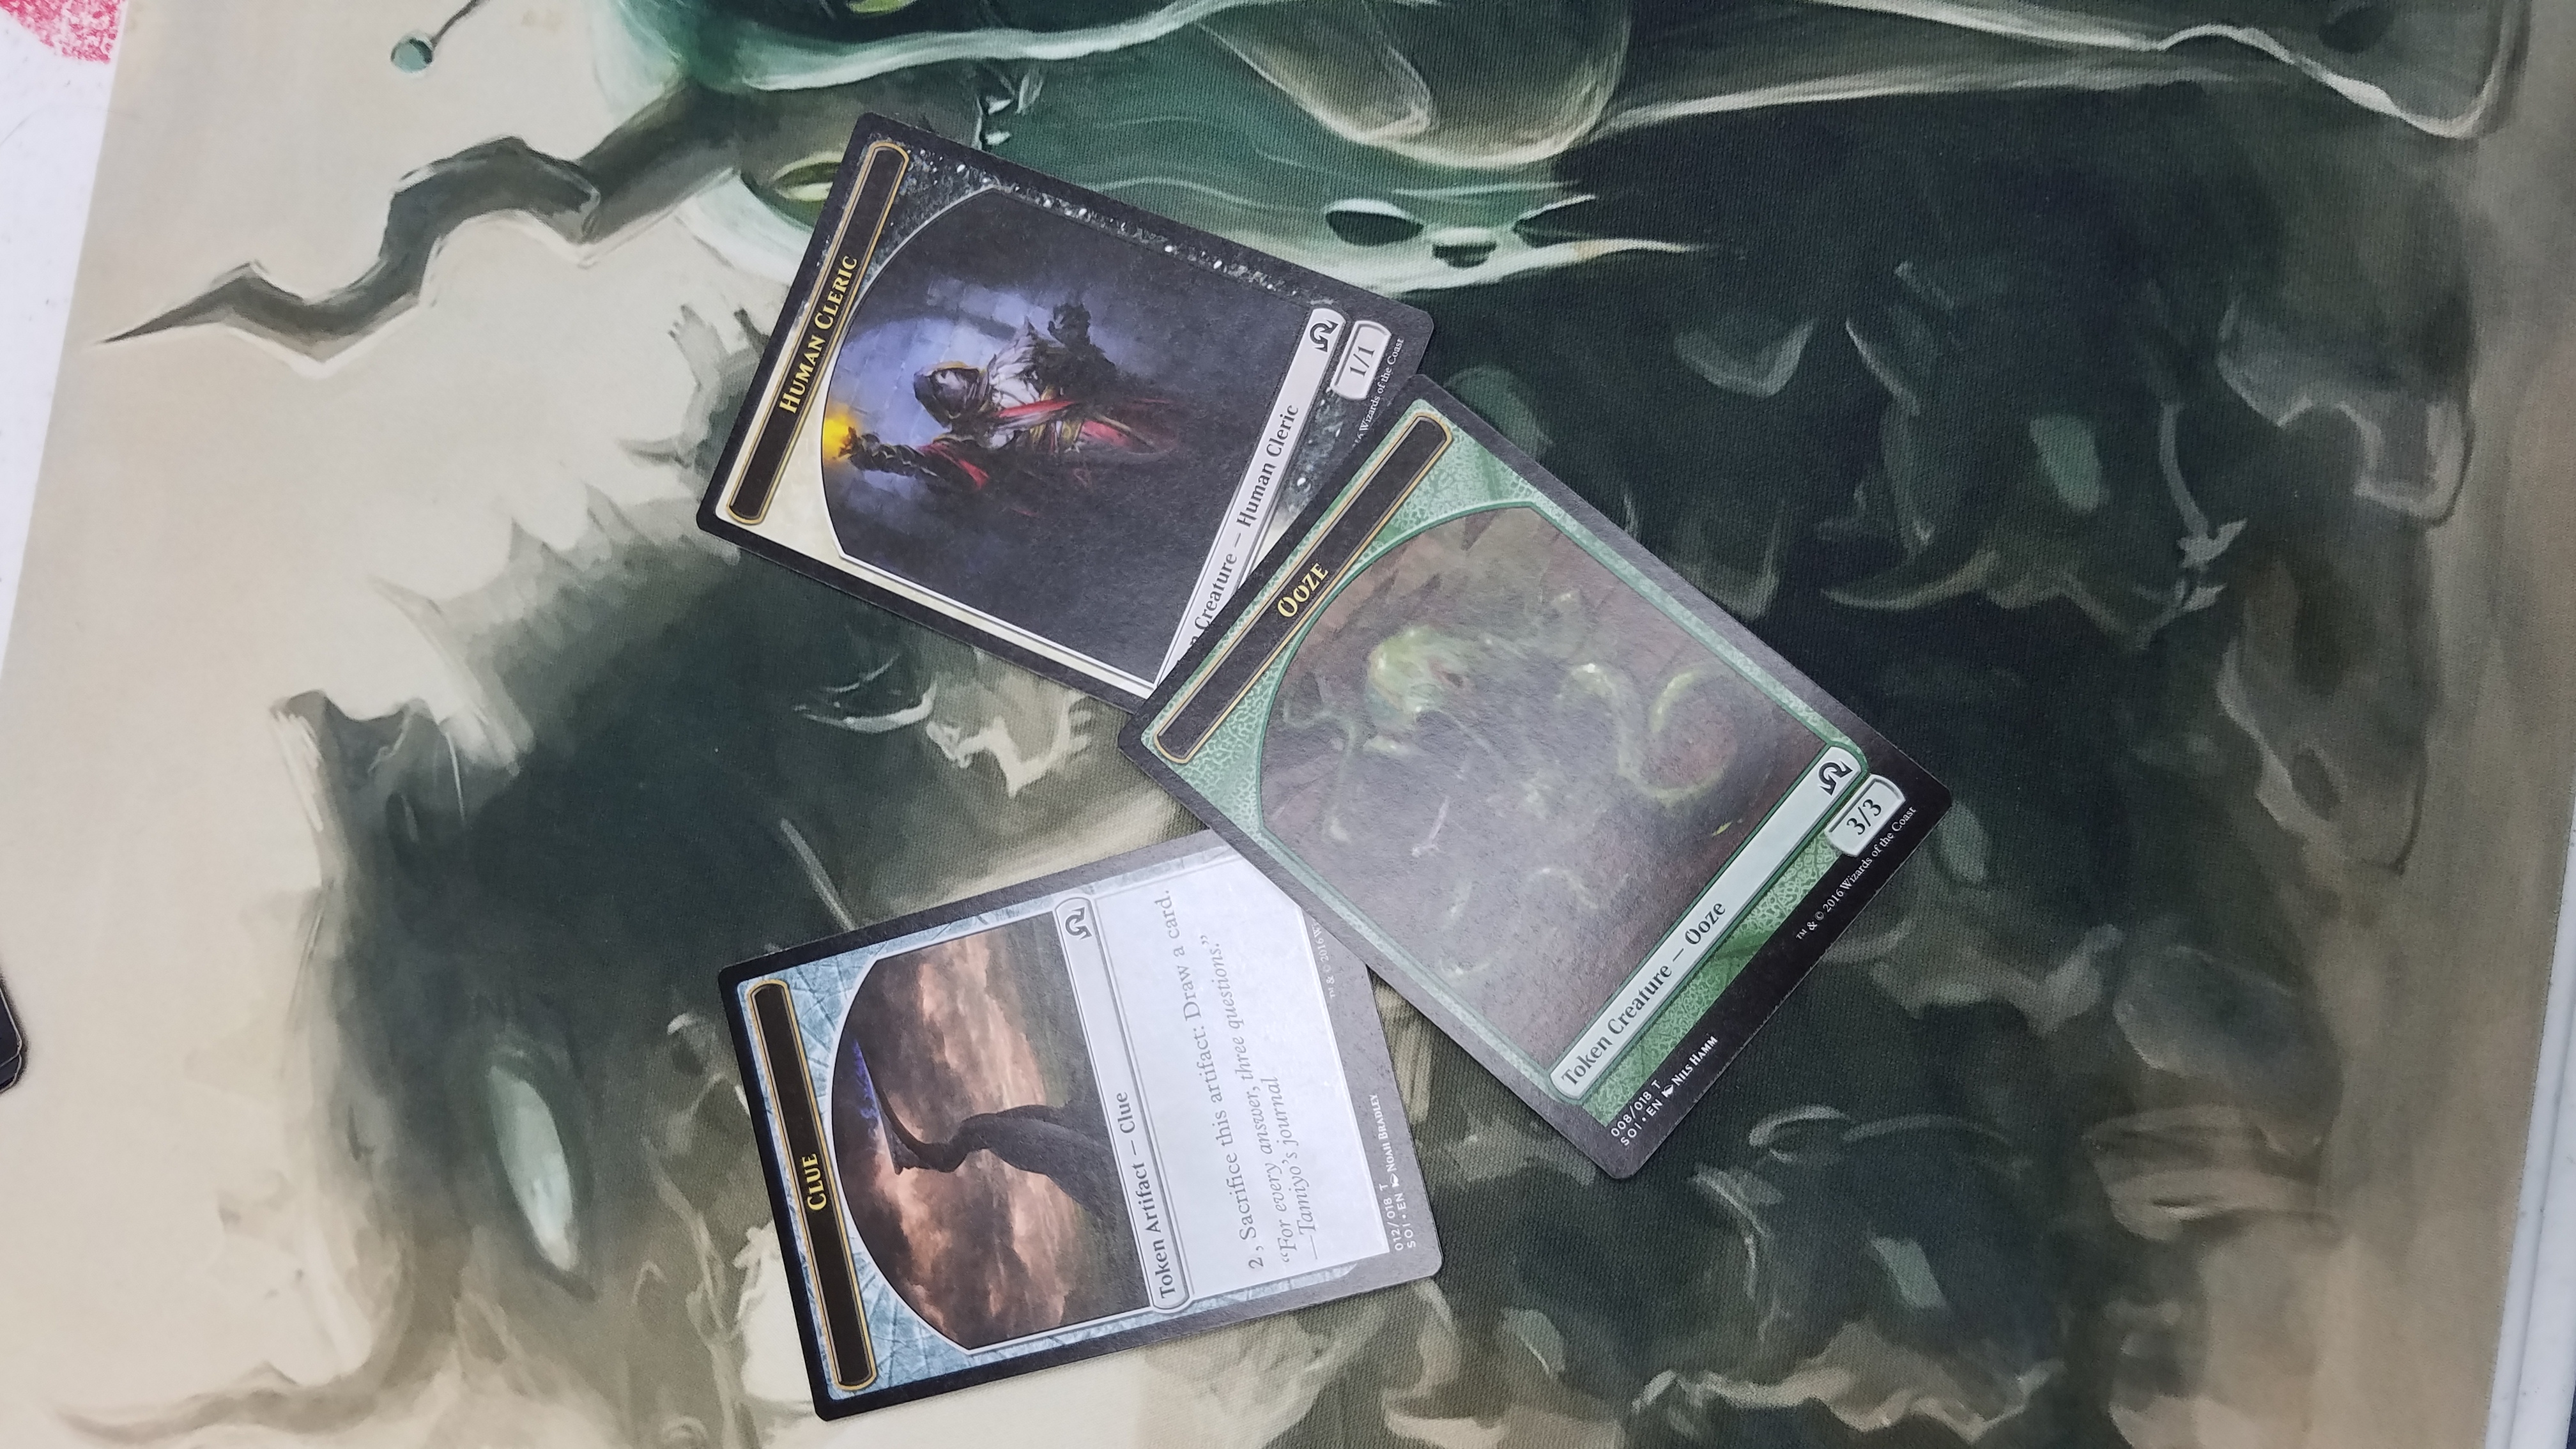 CLUE
Token Artifact – Clue
2, Sacrifice this artifact: Draw a card.
“For every answer, three questions.”
—Tamiyo's journal
012/018 T
SOI • EN NOAH BRADLEY
™ & © 2016
OOZE
Token Creature – Ooze
3/3
008/018 T
SOI • EN NILS HAMM
™ & © 2016 Wizards of the Coast
HUMAN CLERIC
Creature – Human Cleric
1/1
Wizards of the Coast